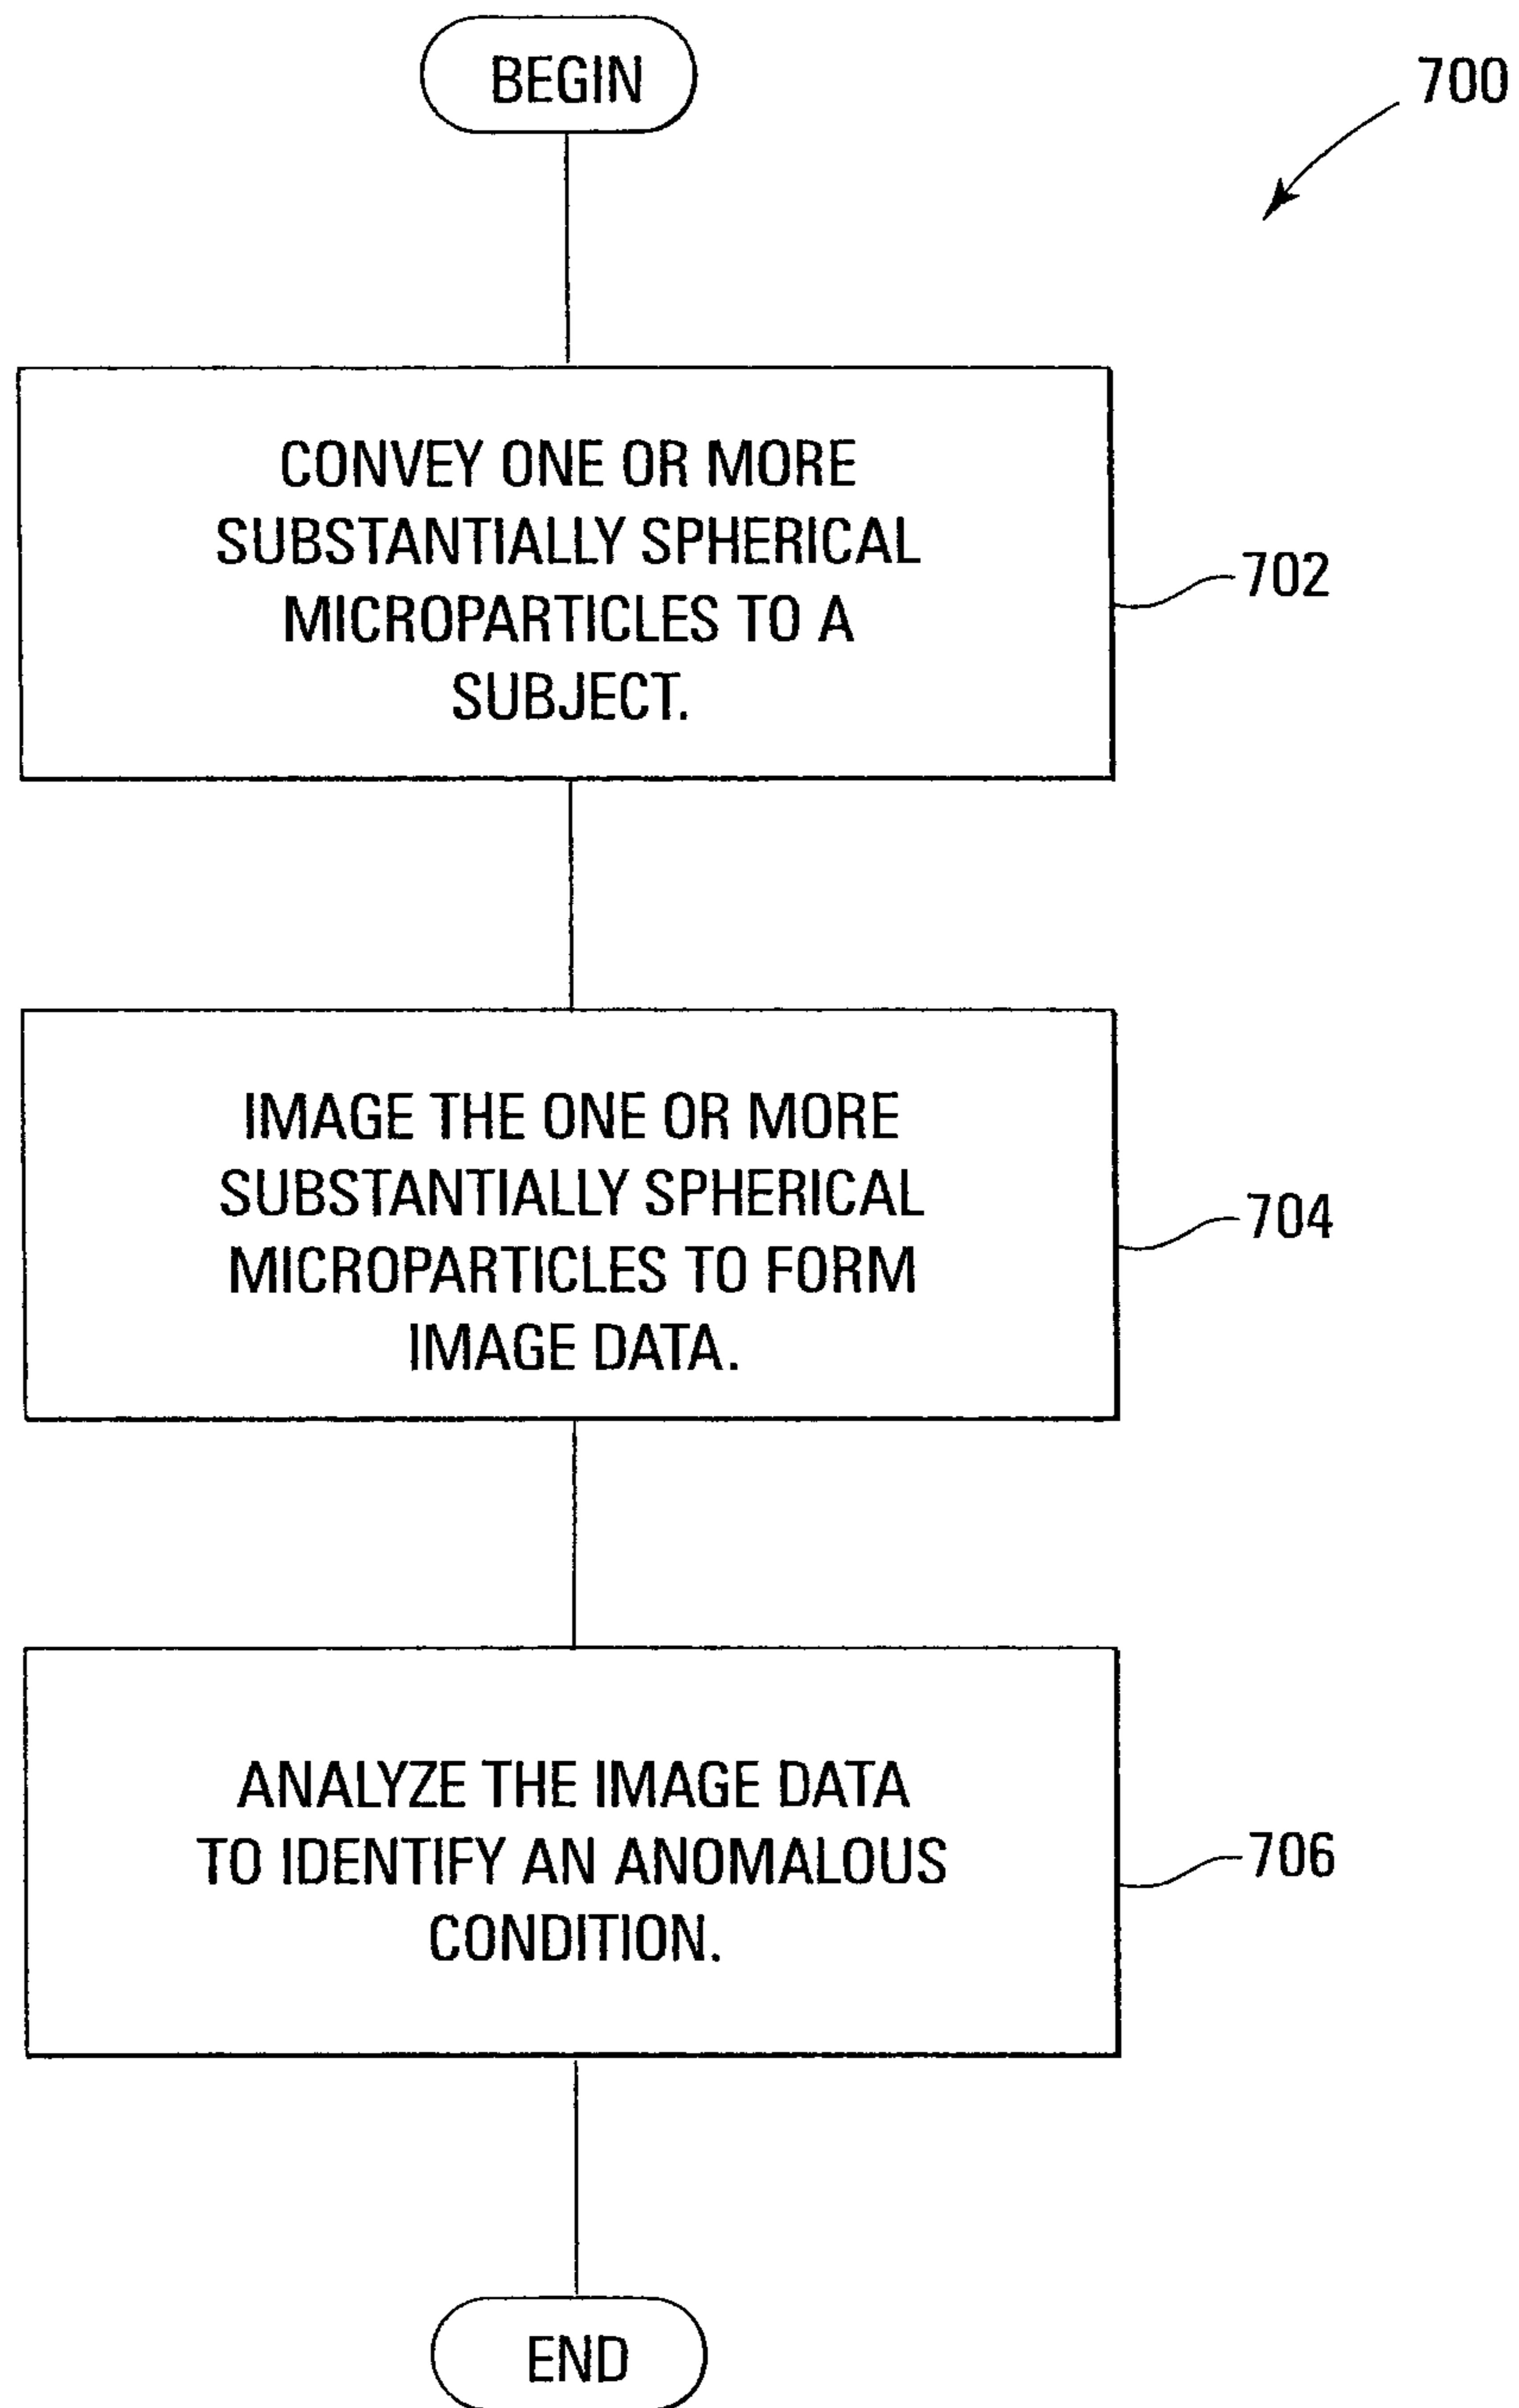 BEGIN
700
CONVEY ONE OR MORE
SUBSTANTIALLY SPHERICAL
MICROPARTICLES TO A
SUBJECT.
702
IMAGE THE ONE OR MORE
SUBSTANTIALLY SPHERICAL
MICROPARTICLES TO FORM
IMAGE DATA.
704
ANALYZE THE IMAGE DATA
TO IDENTIFY AN ANOMALOUS
CONDITION.
706
END